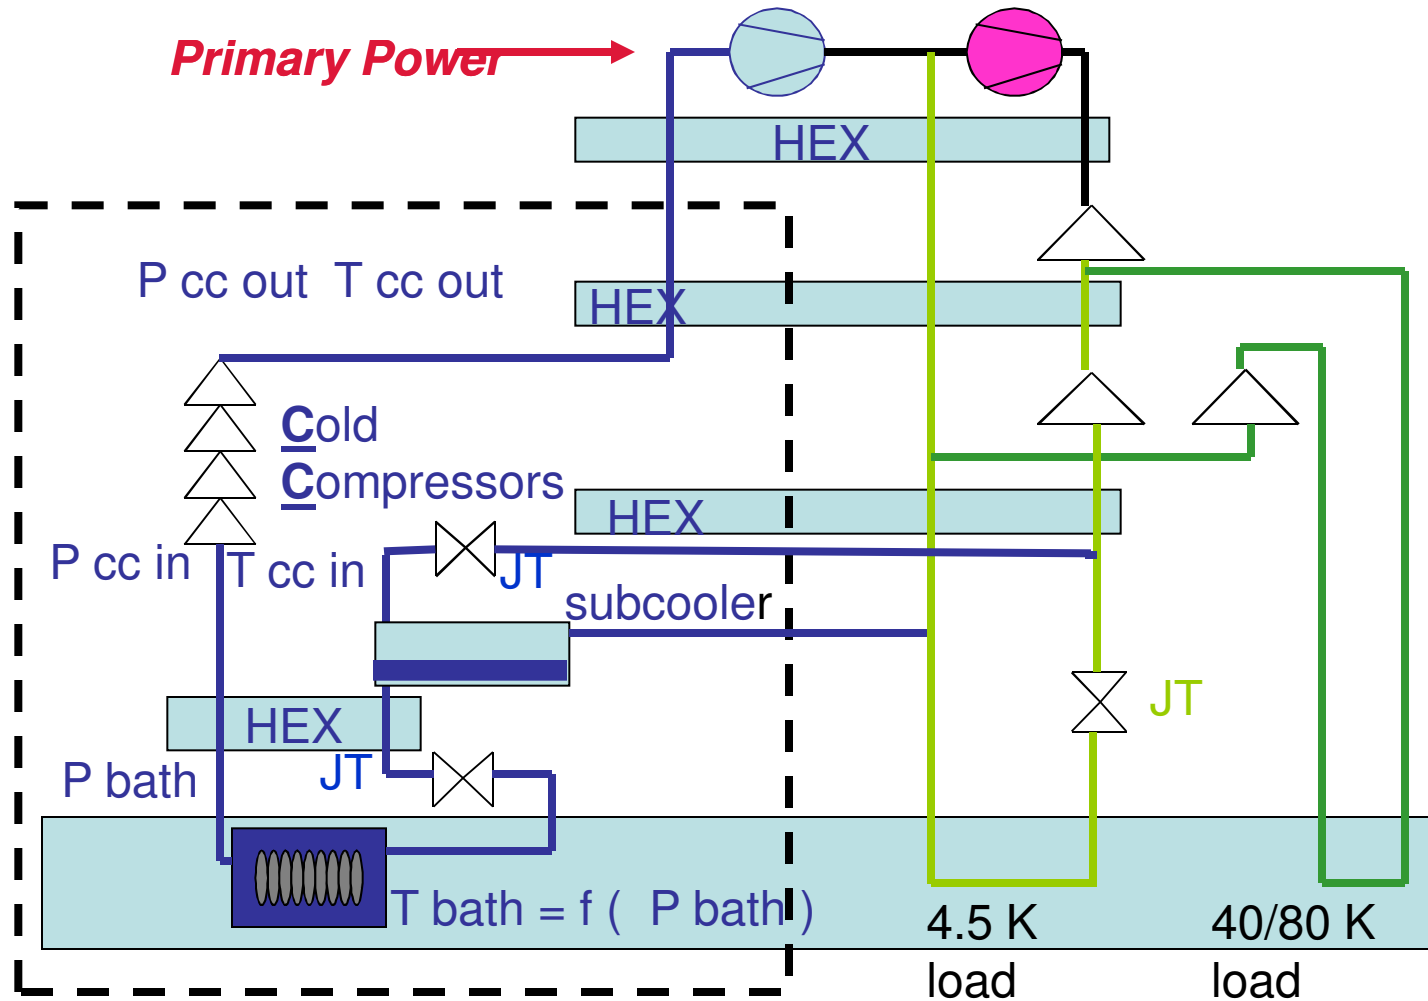 Primary Power
HEX
P cc out  T cc out
HEX
Cold
Compressors
HEX
P cc in
T cc in
JT
subcooler
HEX
JT
JT
P bath
T bath = f (  P bath )
4.5 K
load
40/80 K
load